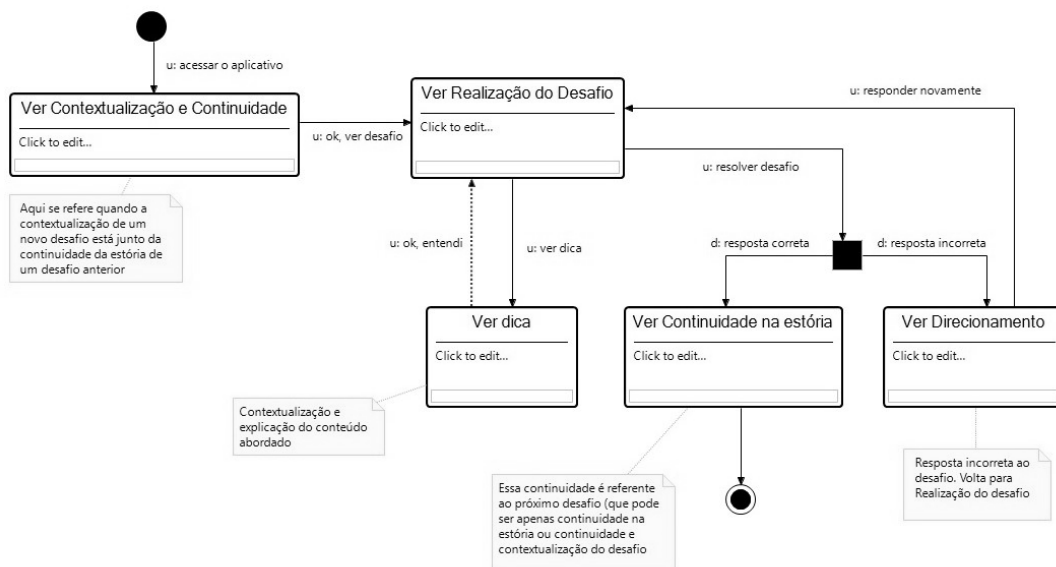 u: acessar o aplicativo
Ver Contextualização e Continuidade
Click to edit...
u: ok, ver desafio
Ver Realização do Desafio
Click to edit...
u: responder novamente
u: resolver desafio
Aqui se refere quando a
contextualização de um
novo desafio está junto da
continuidade da estória de
um desafio anterior
u: ok, entendi
u: ver dica
d: resposta correta
d: resposta incorreta
Ver dica
Click to edit...
Ver Continuidade na estória
Click to edit...
Ver Direcionamento
Click to edit...
Contextualização e
explicação do conteúdo
abordado
Essa continuidade é referente
ao próximo desafio (que pode
ser apenas continuidade na
estória ou continuidade e
contextualização do desafio
Resposta incorreta ao
desafio. Volta para
Realização do desafio